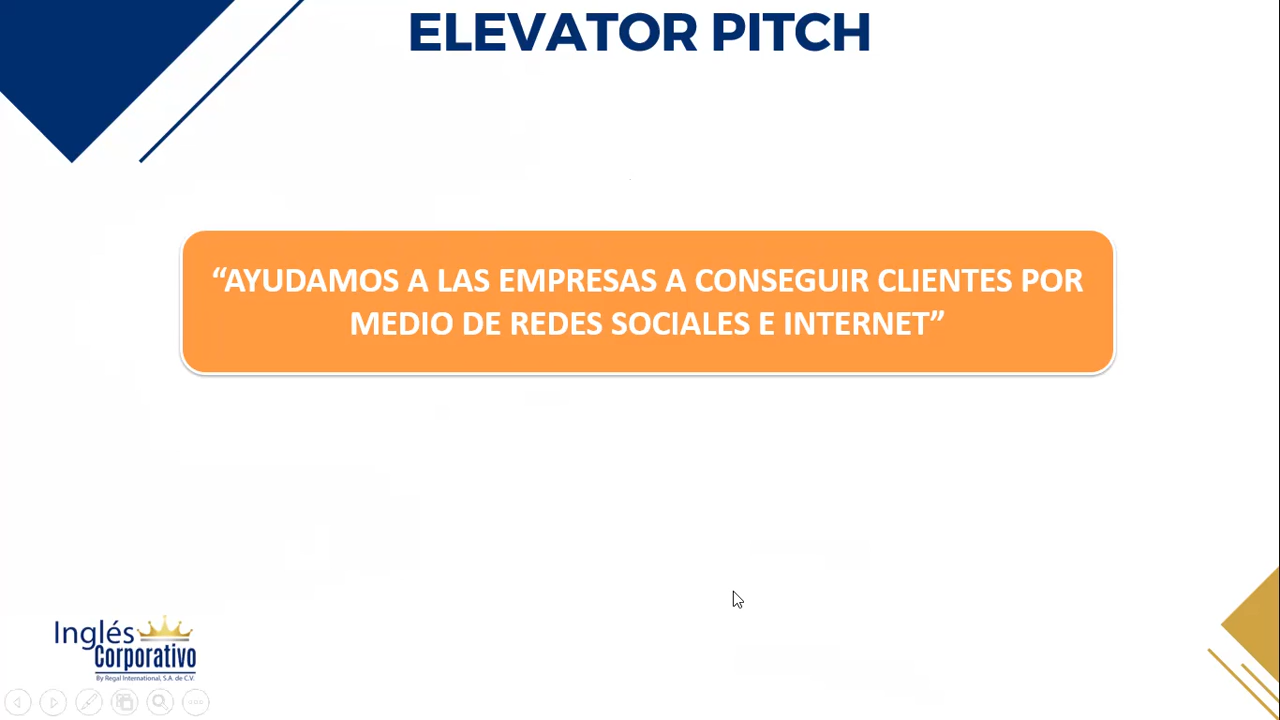 ELEVATOR PITCH
“AYUDAMOS A LAS EMPRESAS A CONSEGUIR CLIENTES POR
MEDIO DE REDES SOCIALES E INTERNET”
Inglés
Corporativo
By Regal International, S.A. de C.V.